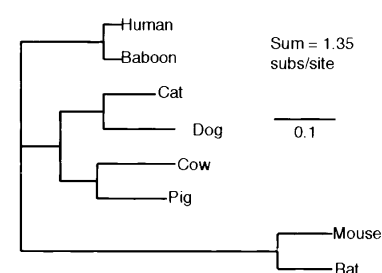 Human
Baboon
Sum = 1.35
subs/site
Cat
Dog
0.1
Cow
Pig
Mouse
Rat